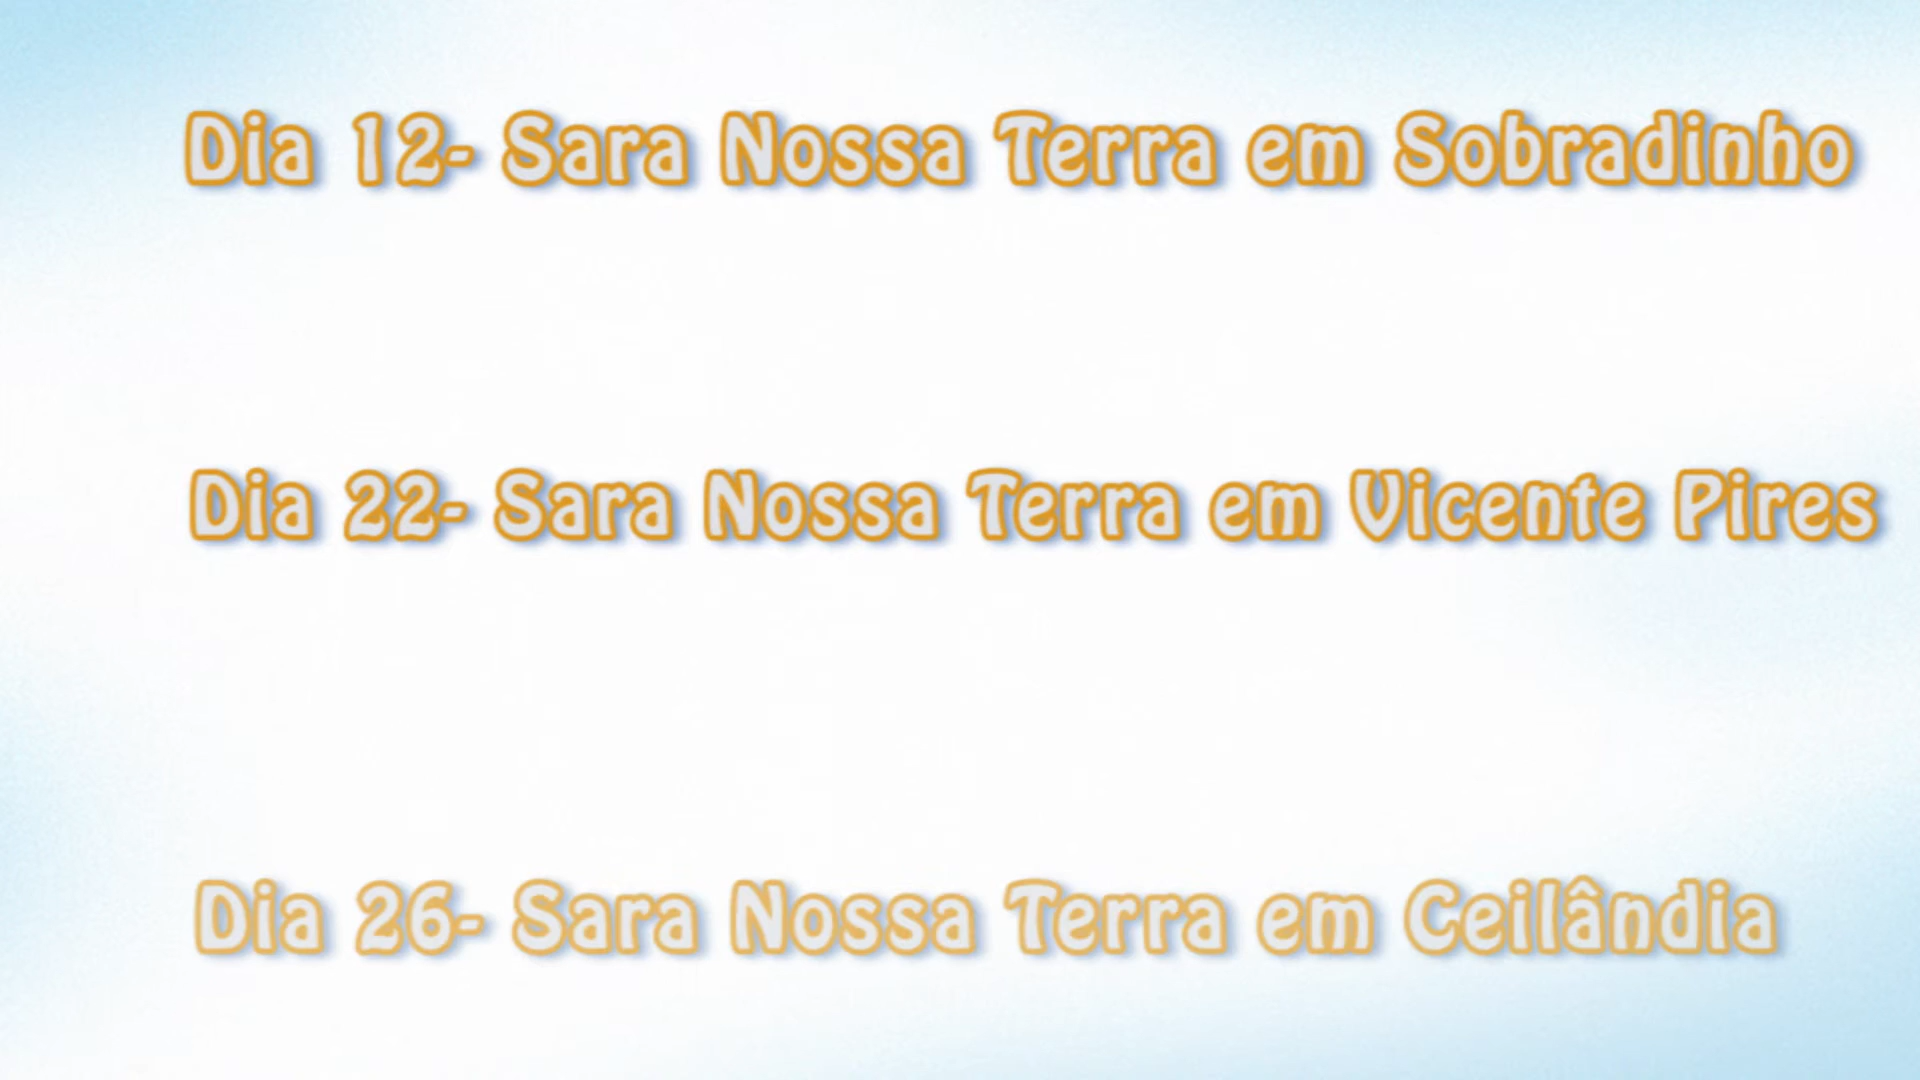 Dia 12- Sara Nossa Terra em Sobradinho
Dia 22- Sara Nossa Terra em Vicente Pires
Dia 26- Sara Nossa Terra em Ceilândia